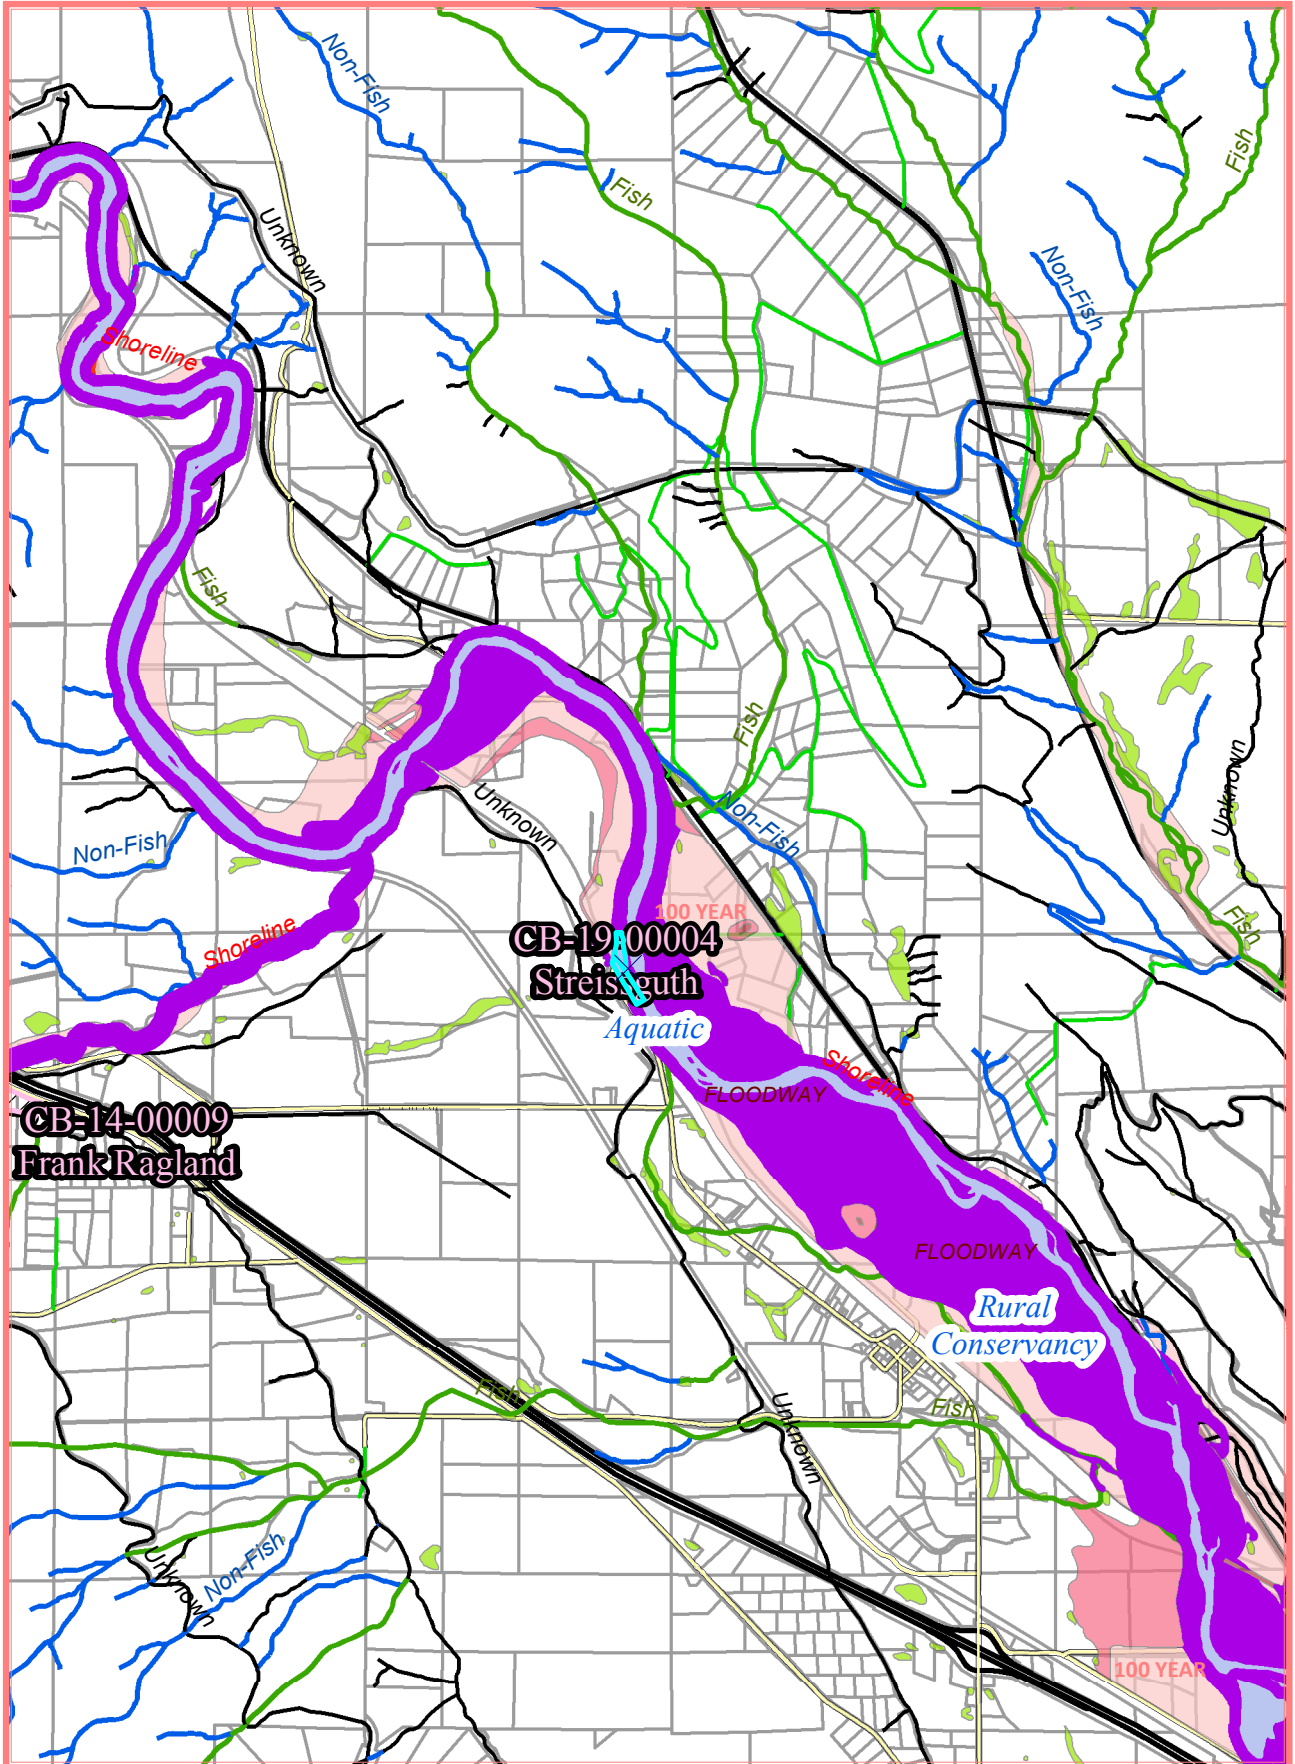 Non-Fish
Fish
Fish
Unknown
Non-Fish
Shoreline
Fish
Fish
Unknown
Unknown
Non-Fish
Non-Fish
100 YEAR
Fish
Shoreline
CB-19-00004
Streissguth
Aquatic
Shoreline
FLOODWAY
CB-14-00009
Frank Ragland
FLOODWAY
Rural
Conservancy
Fish
Fish
Unknown
Non-Fish
Unknown
100 YEAR